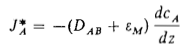 J*_A = −(D_AB + ε_M) dc_A/dz